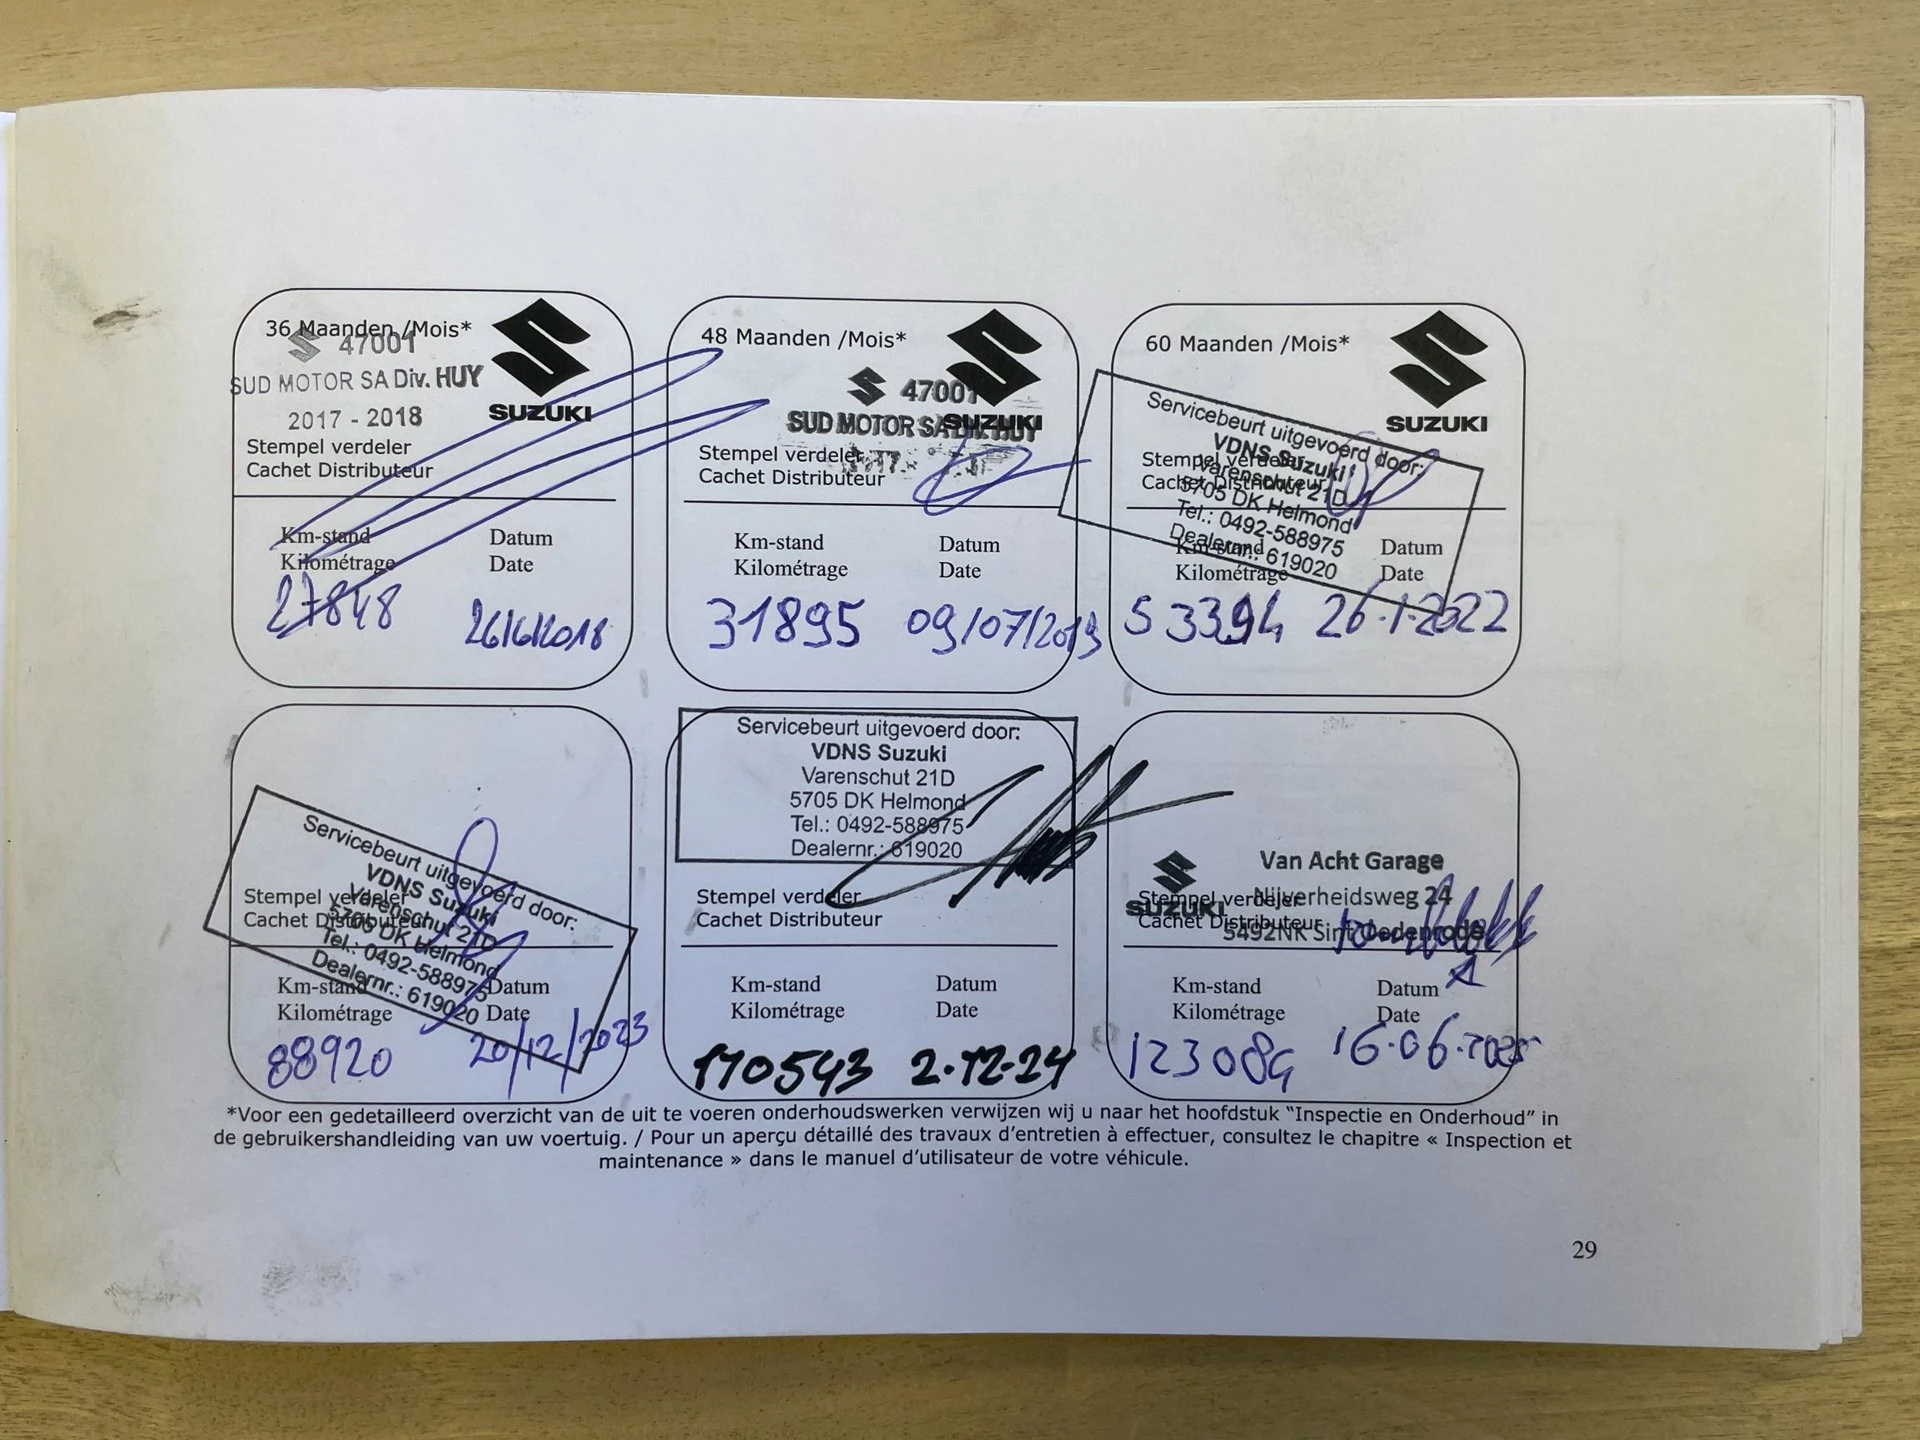 36 Maanden /Mois*
47001
SUD MOTOR SA Div. HUY
2017 - 2018
SUZUKI
Stempel verdeler
Cachet Distributeur
Km-stand
Kilométrage
Datum
Date
27848
26/6/2018
48 Maanden /Mois*
47001
SUD MOTOR SA Div. HUY
SUZUKI
Stempel verdeler
Cachet Distributeur
Km-stand
Kilométrage
Datum
Date
31895
09/07/2019
60 Maanden /Mois*
SUZUKI
Servicebeurt uitgevoerd door:
VDNS Suzuki
Varenschut 21D
5705 DK Helmond
Tel.: 0492-588975
Dealernr.: 619020
Stempel verdeler
Cachet Distributeur
Km-stand
Kilométrage
Datum
Date
53394
26-1-2022
Servicebeurt uitgevoerd door:
VDNS Suzuki
Varenschut 21D
5705 DK Helmond
Tel.: 0492-588975
Dealernr.: 619020
Stempel verdeler
Cachet Distributeur
Km-stand
Kilométrage
Datum
Date
88920
20/12/2023
Servicebeurt uitgevoerd door:
VDNS Suzuki
Varenschut 21D
5705 DK Helmond
Tel.: 0492-588975
Dealernr.: 619020
Stempel verdeler
Cachet Distributeur
Km-stand
Kilométrage
Datum
Date
110543
2-12-24
Van Acht Garage
Nijverheidsweg 24
5492NK Sint Oedenrode
SUZUKI
Stempel verdeler
Cachet Distributeur
Km-stand
Kilométrage
Datum
Date
123084
16-06-2025
*Voor een gedetailleerd overzicht van de uit te voeren onderhoudswerken verwijzen wij u naar het hoofdstuk “Inspectie en Onderhoud” in
de gebruikershandleiding van uw voertuig. / Pour un aperçu détaillé des travaux d’entretien à effectuer, consultez le chapitre « Inspection et
maintenance » dans le manuel d’utilisateur de votre véhicule.
29